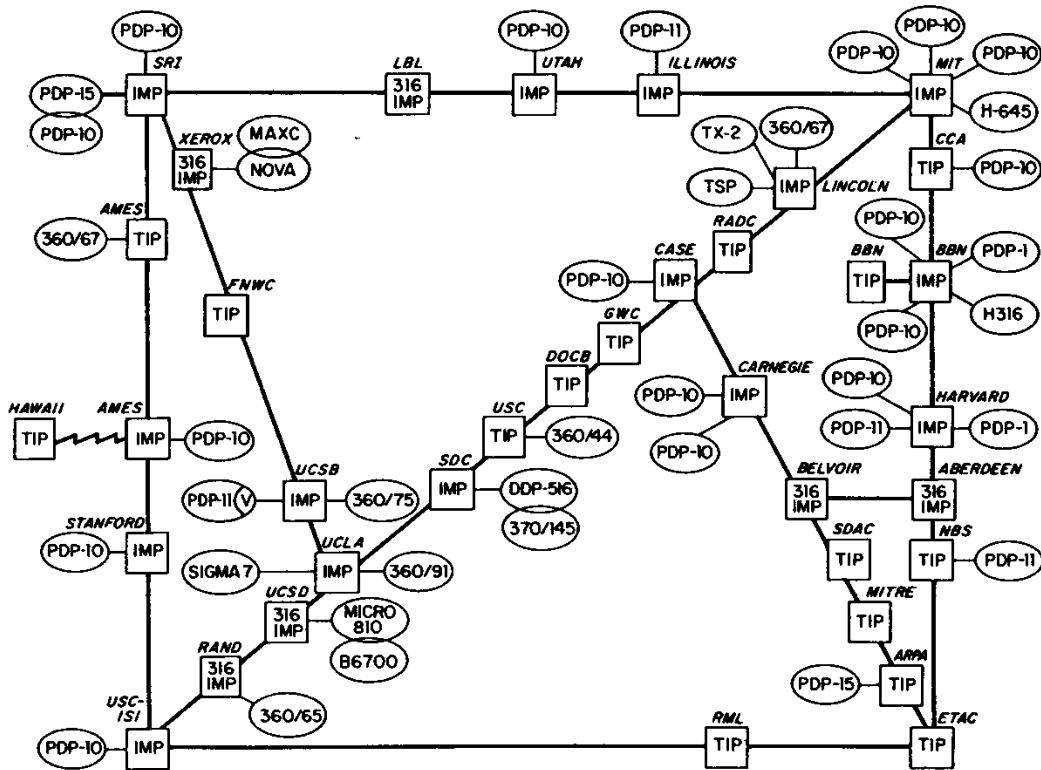 PDP-10
SRI
IMP
PDP-15
PDP-10
LBL
316
IMP
PDP-10
UTAH
IMP
PDP-11
ILLINOIS
IMP
PDP-10
PDP-10
PDP-10
MIT
IMP
H-645
XEROX
316
IMP
MAXC
NOVA
TX-2
360/67
TSP
IMP
LINCOLN
CCA
TIP
PDP-10
AMES
360/67
TIP
RADC
TIP
CASE
PDP-10
IMP
PDP-10
BBN
TIP
BBN
IMP
PDP-1
PDP-10
H316
FNWC
TIP
GWC
TIP
DOCB
TIP
CARNEGIE
PDP-10
IMP
PDP-10
PDP-10
HARVARD
PDP-11
IMP
PDP-1
HAWAII
TIP
AMES
IMP
PDP-10
USC
TIP
360/44
UCSB
PDP-11 V
IMP
360/75
SDC
IMP
DDP-516
370/145
BELVOIR
316
IMP
ABERDEEN
316
IMP
STANFORD
PDP-10
IMP
UCLA
SIGMA 7
IMP
360/91
SDAC
TIP
NBS
TIP
PDP-11
UCSD
316
IMP
MICRO
810
B6700
MITRE
TIP
RAND
316
IMP
360/65
ARPA
PDP-15
TIP
USC-
ISI
PDP-10
IMP
RML
TIP
ETAC
TIP